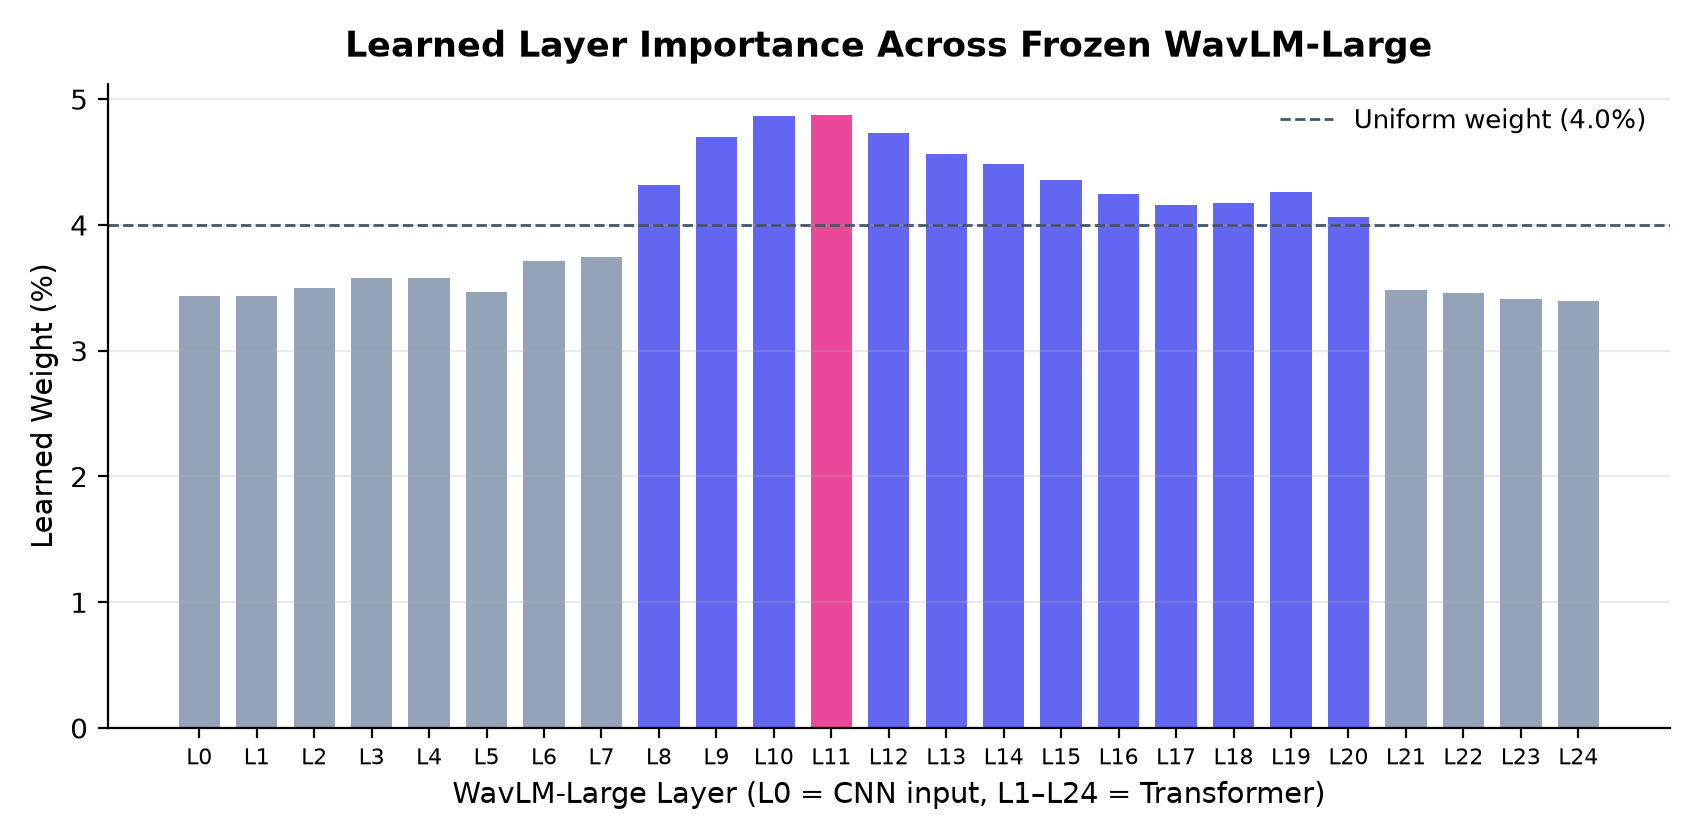 Learned Layer Importance Across Frozen WavLM-Large
Uniform weight (4.0%)
Learned Weight (%)
5
4
3
2
1
0
L0 L1 L2 L3 L4 L5 L6 L7 L8 L9 L10 L11 L12 L13 L14 L15 L16 L17 L18 L19 L20 L21 L22 L23 L24
WavLM-Large Layer (L0 = CNN input, L1–L24 = Transformer)